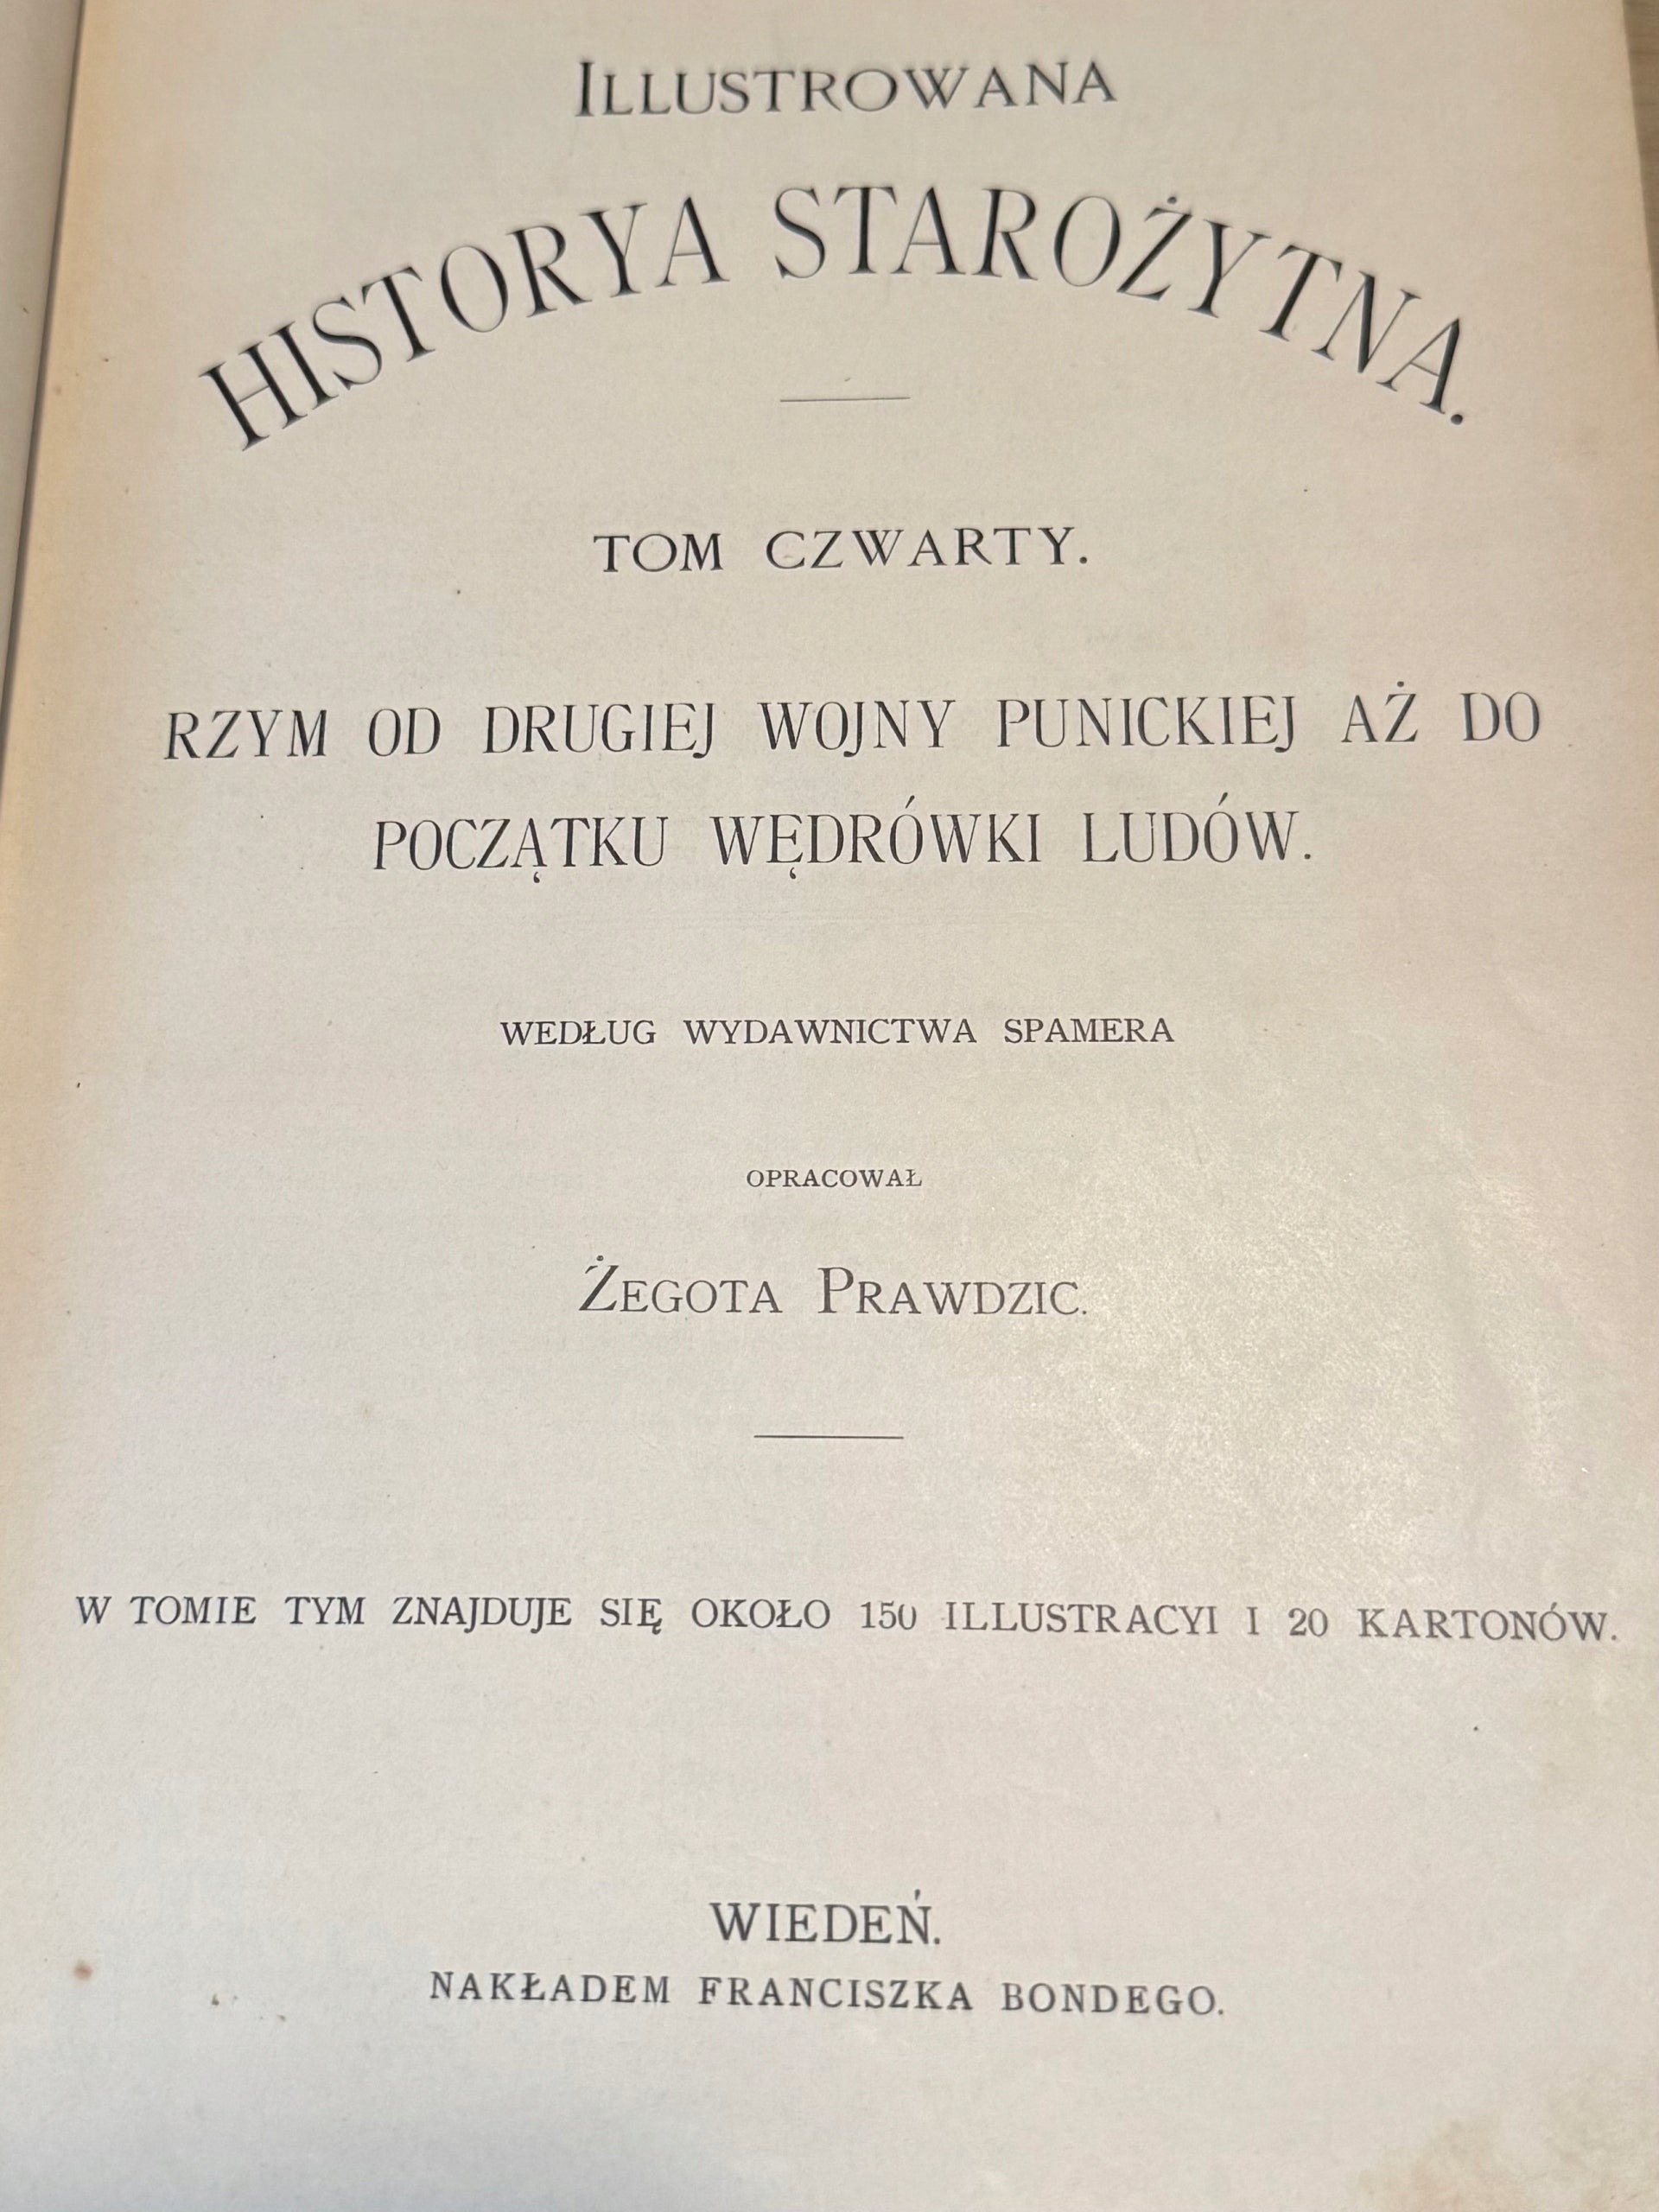 ILLUSTROWANA
HISTORYA STAROŻYTNA.
TOM CZWARTY.
RZYM OD DRUGIEJ WOJNY PUNICKIEJ AŻ DO
POCZĄTKU WĘDRÓWKI LUDÓW.
WEDŁUG WYDAWNICTWA SPAMERA
OPRACOWAŁ
ŻEGOTA PRAWDZIC.
W TOMIE TYM ZNAJDUJE SIĘ OKOŁO 150 ILLUSTRACYI I 20 KARTONÓW.
WIEDEŃ.
NAKŁADEM FRANCISZKA BONDEGO.